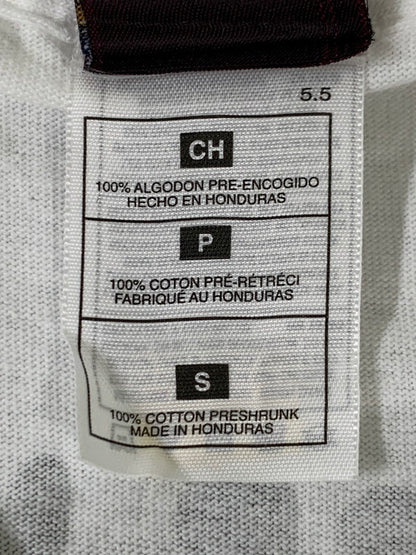 5.5
CH
100% ALGODON PRE-ENCOGIDO
HECHO EN HONDURAS
P
100% COTON PRÉ-RÉTRÉCI
FABRIQUÉ AU HONDURAS
S
100% COTTON PRESHRUNK
MADE IN HONDURAS